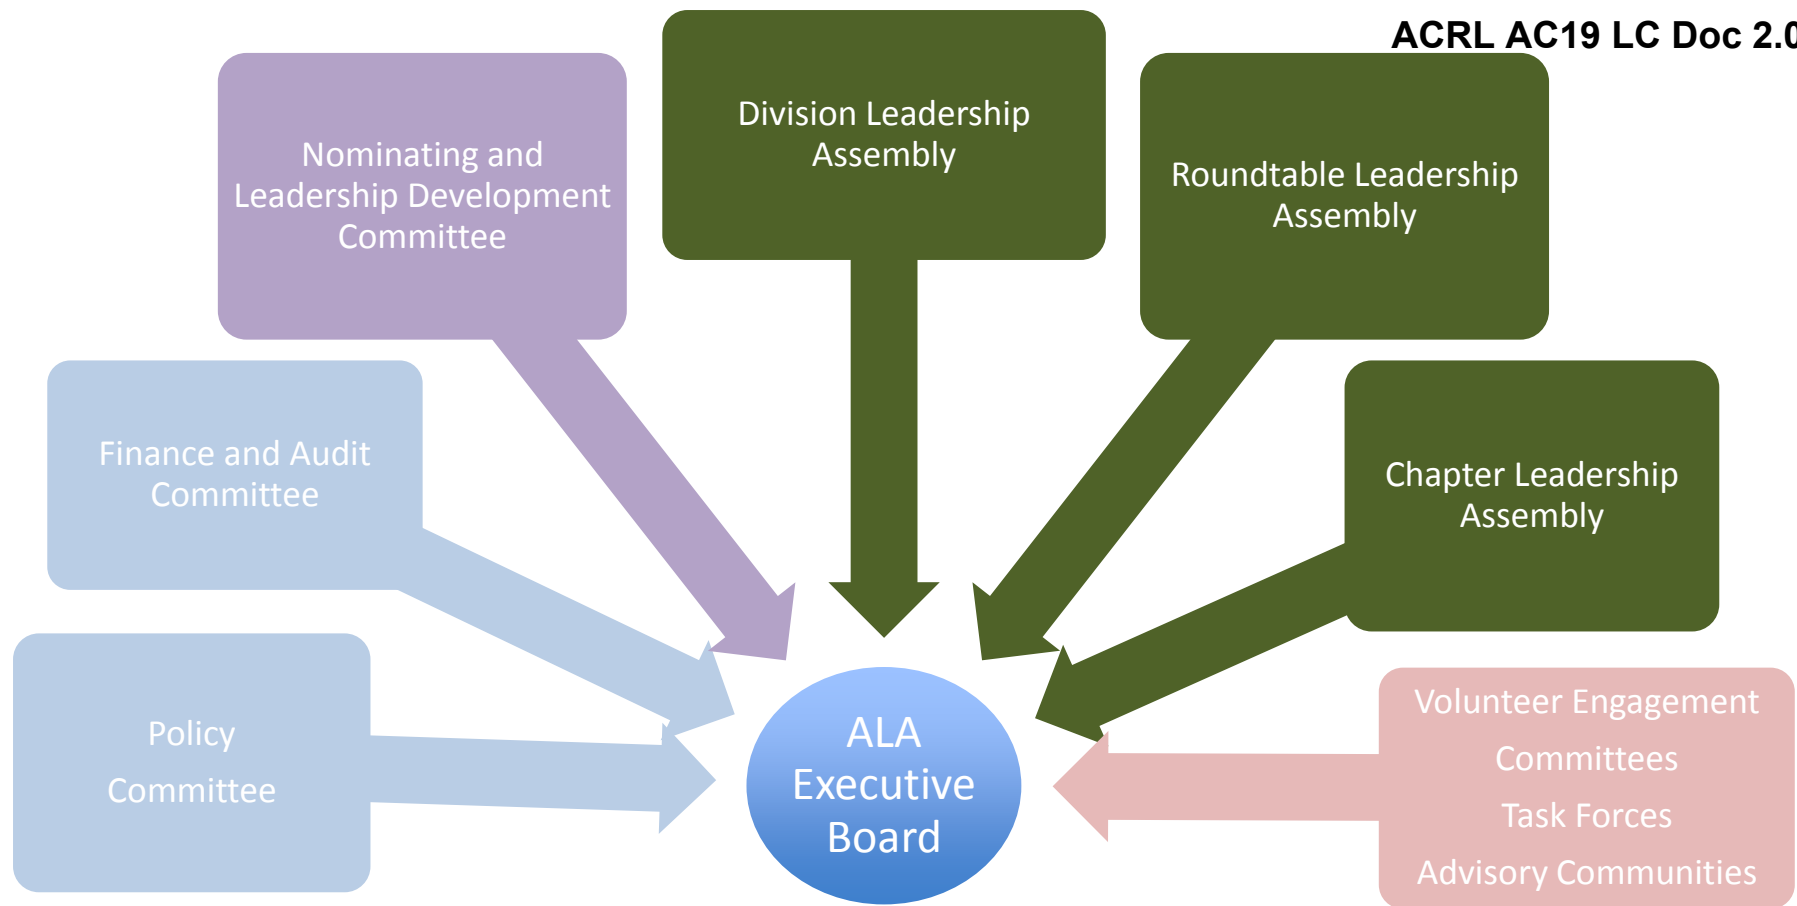 ACRL AC19 LC Doc 2.0
Division Leadership
Assembly
Nominating and
Leadership Development
Committee
Roundtable Leadership
Assembly
Finance and Audit
Committee
Chapter Leadership
Assembly
Policy
Committee
ALA
Executive
Board
Volunteer Engagement
Committees
Task Forces
Advisory Communities